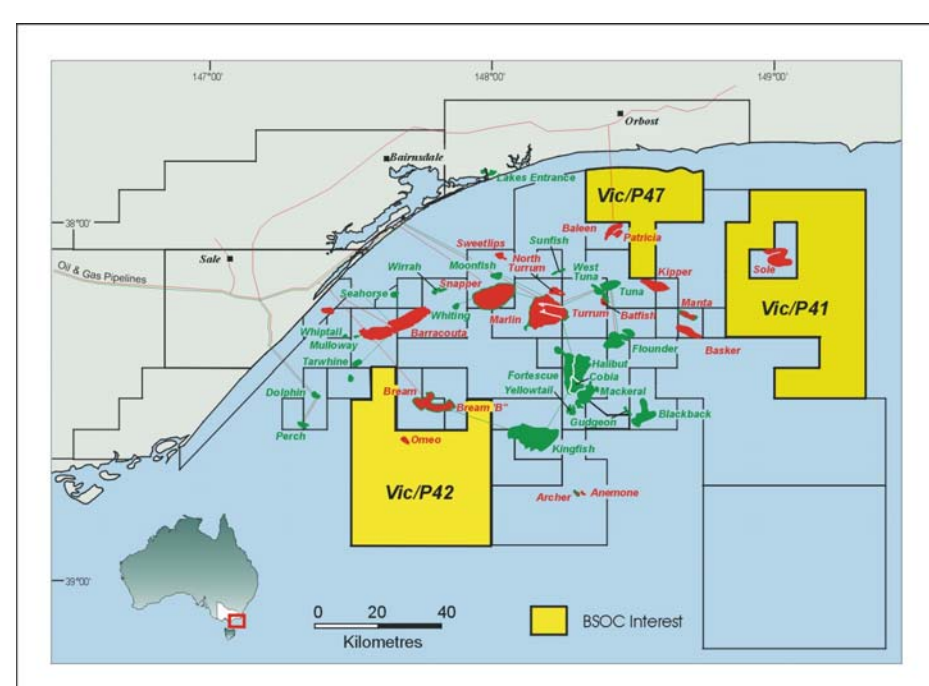 147°00'
148°00'
149°00'
Orbost
Bairnsdale
Lakes Entrance
Vic/P47
38°00'
Baleen
Patricia
Sale
Sweetlips
Sunfish
North
Turrum
West
Tuna
Sole
Oil & Gas Pipelines
Wirrah
Moonfish
Kipper
Snapper
Tuna
Seahorse
Manta
Vic/P41
Whiting
Marlin
Turrum
Batfish
Whiptail
Barracouta
Mulloway
Flounder
Basker
Tarwhine
Halibut
Fortescue
Cobia
Dolphin
Bream
Yellowtail
Mackeral
Bream 'B"
Blackback
Gudgeon
Perch
Omeo
Kingfish
Vic/P42
Archer
Anemone
39°00'
0 20 40
Kilometres
BSOC Interest